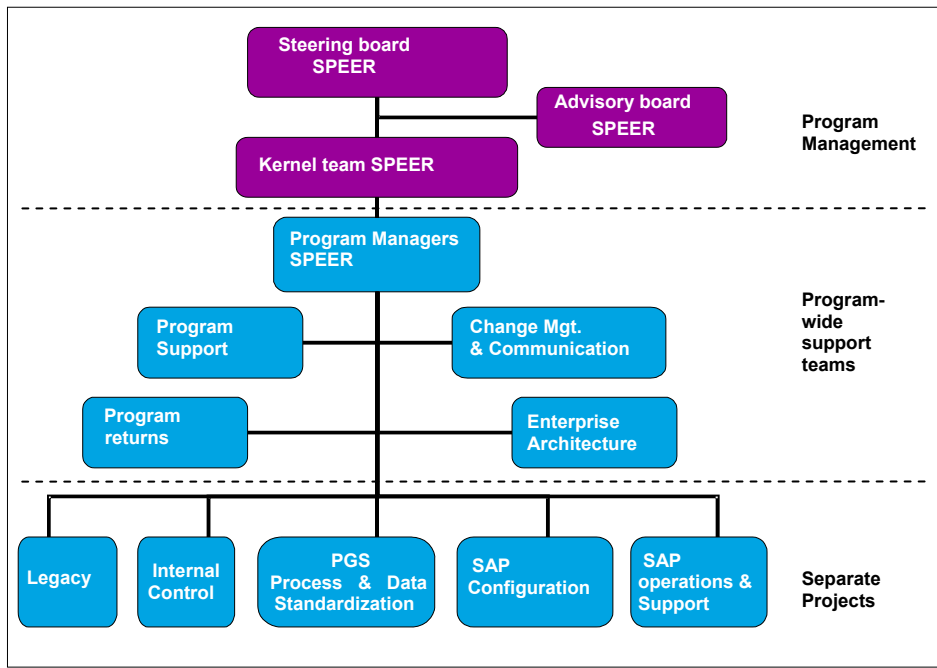 Steering board
SPEER
Advisory board
SPEER
Program
Management
Kernel team SPEER
Program Managers
SPEER
Program
Support
Change Mgt.
& Communication
Program-
wide
support
teams
Program
returns
Enterprise
Architecture
Legacy
Internal
Control
PGS
Process & Data
Standardization
SAP
Configuration
SAP
operations &
Support
Separate
Projects